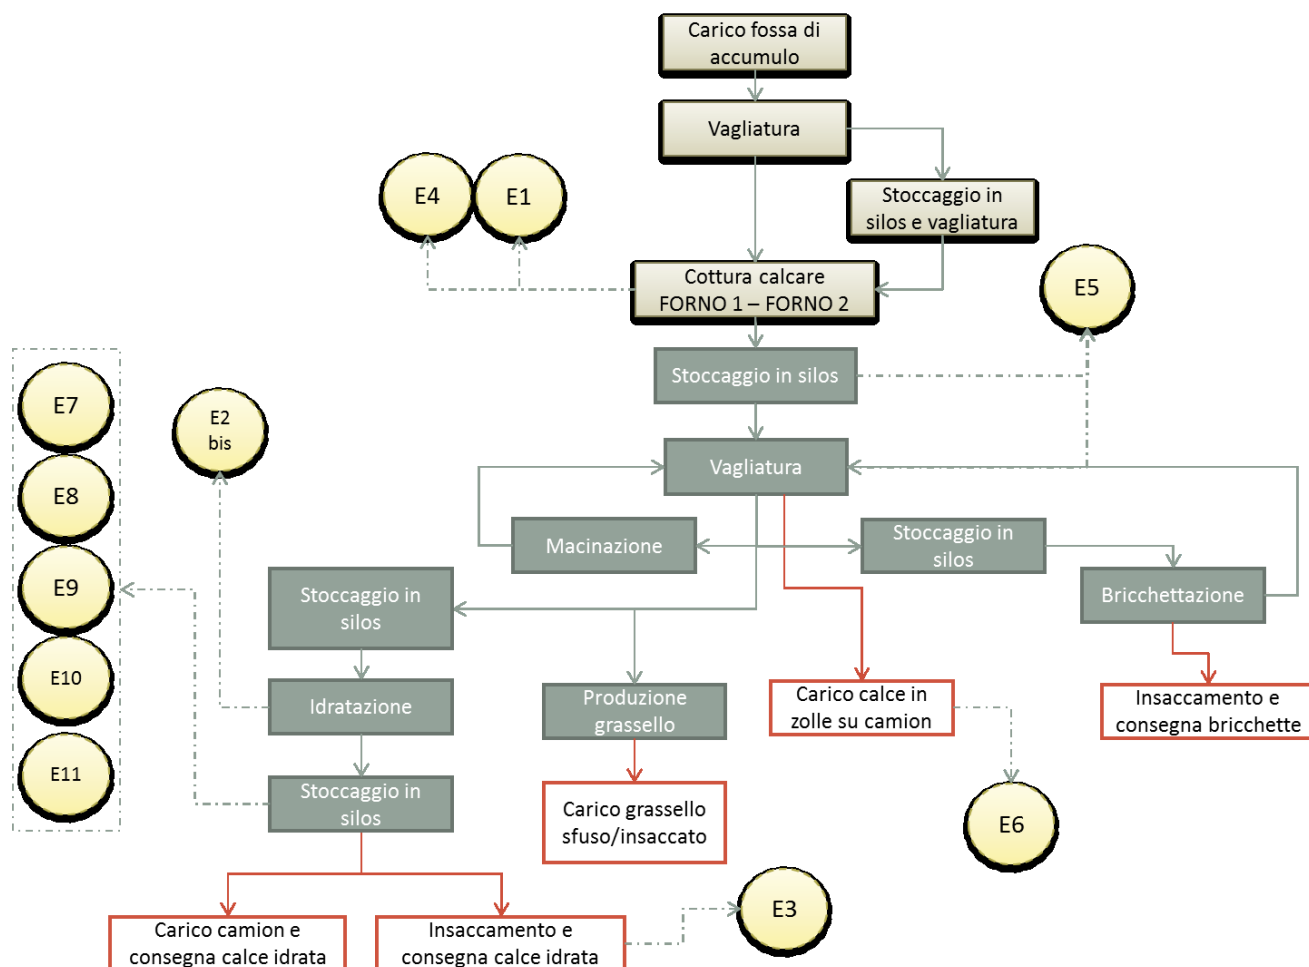 Carico fossa di
accumulo
Vagliatura
E4
E1
Stoccaggio in
silos e vagliatura
Cottura calcare
FORNO 1 – FORNO 2
E5
Stoccaggio in silos
E7
E2
bis
Vagliatura
E8
Macinazione
Stoccaggio in
silos
E9
Stoccaggio in
silos
Bricchettazione
E10
Idratazione
Produzione
grassello
Carico calce in
zolle su camion
Insaccamento e
consegna bricchette
E11
Stoccaggio in
silos
Carico grassello
sfuso/insaccato
E6
E3
Carico camion e
consegna calce idrata
Insaccamento e
consegna calce idrata